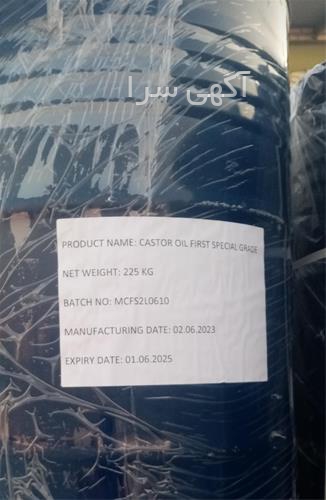 آگهی سرا
PRODUCT NAME: CASTOR OIL FIRST SPECIAL GRADE
NET WEIGHT: 225 KG
BATCH NO: MCFS2L0610
MANUFACTURING DATE: 02.06.2023
EXPIRY DATE: 01.06.2025